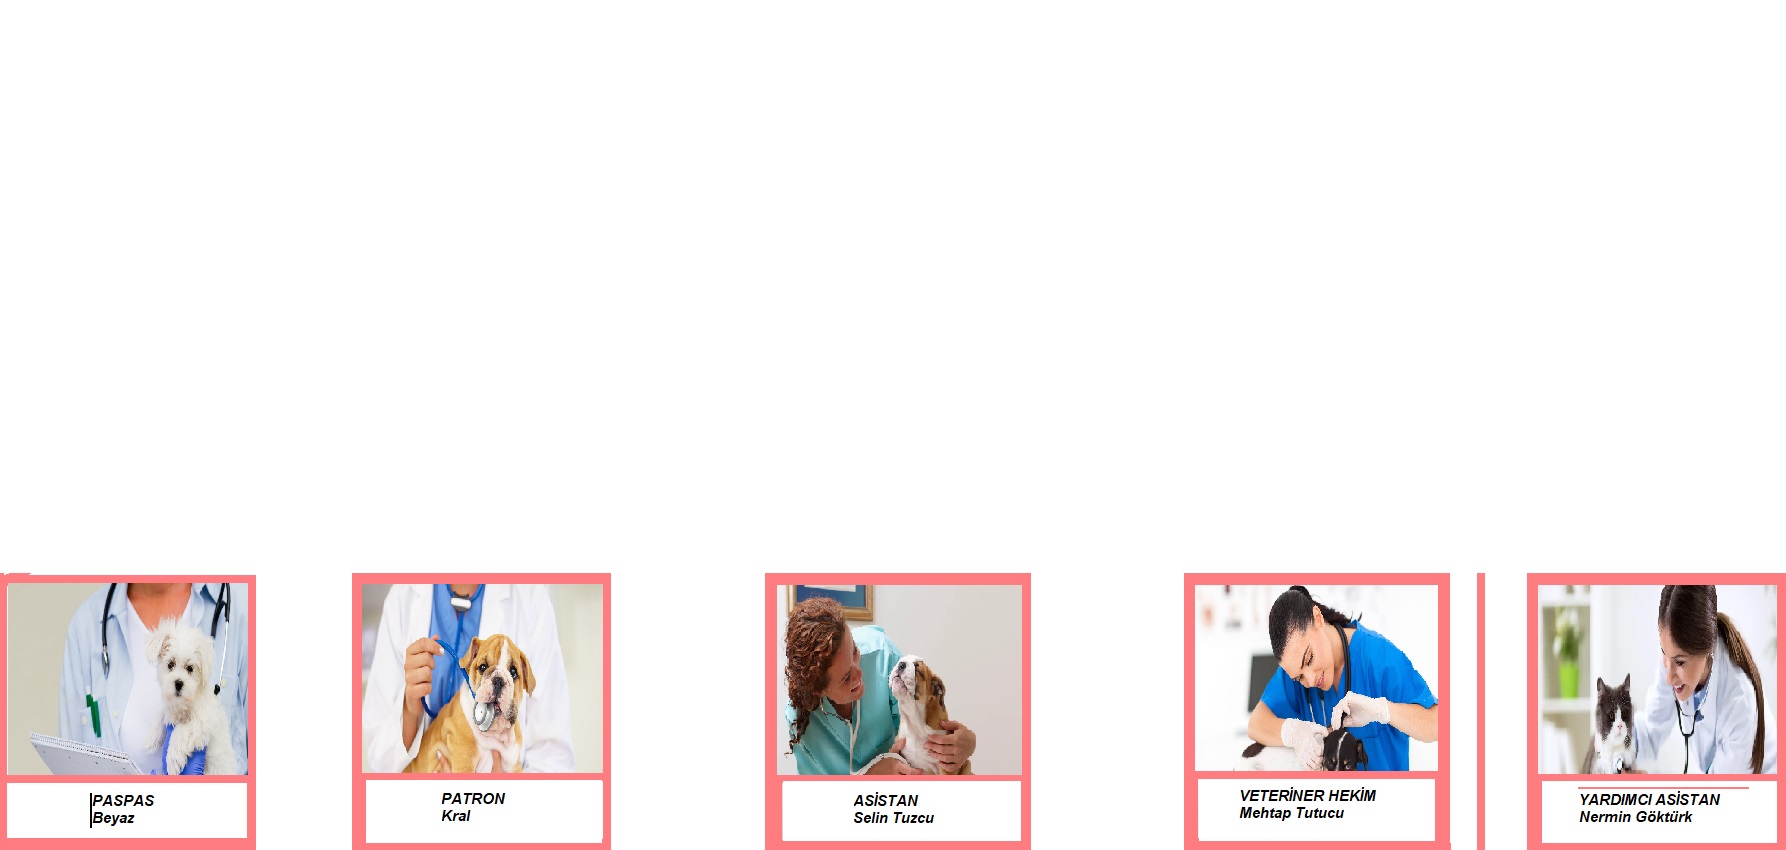 PASPAS
Beyaz
PATRON
Kral
ASİSTAN
Selin Tuzcu
VETERİNER HEKİM
Mehtap Tutucu
YARDIMCI ASİSTAN
Nermin Göktürk